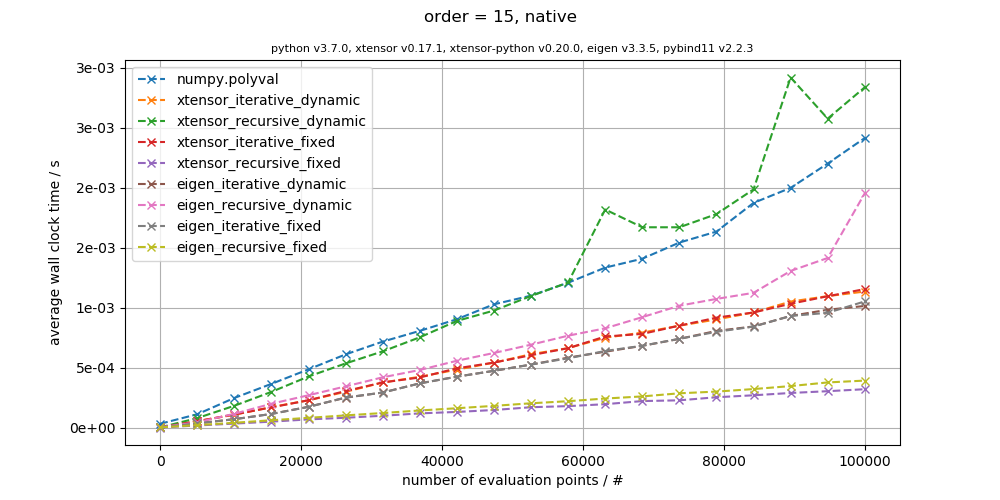 order = 15, native
python v3.7.0, xtensor v0.17.1, xtensor-python v0.20.0, eigen v3.3.5, pybind11 v2.2.3
3e-03
3e-03
2e-03
2e-03
1e-03
5e-04
0e+00
average wall clock time / s
numpy.polyval
xtensor_iterative_dynamic
xtensor_recursive_dynamic
xtensor_iterative_fixed
xtensor_recursive_fixed
eigen_iterative_dynamic
eigen_recursive_dynamic
eigen_iterative_fixed
eigen_recursive_fixed
0 20000 40000 60000 80000 100000
number of evaluation points / #